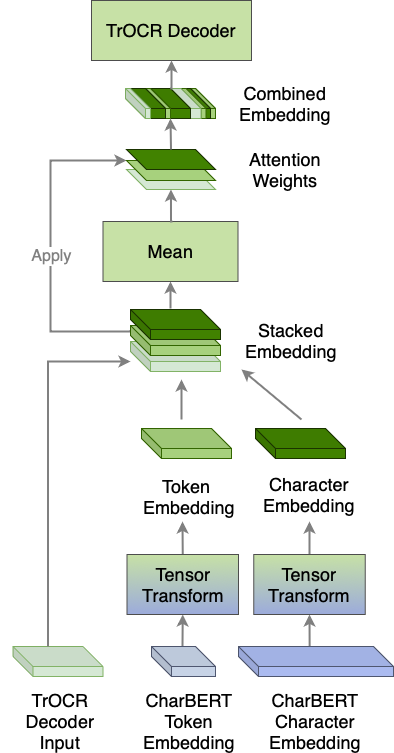 TrOCR Decoder
Combined
Embedding
Attention
Weights
Apply
Mean
Stacked
Embedding
Token
Embedding
Character
Embedding
Tensor
Transform
Tensor
Transform
TrOCR
Decoder
Input
CharBERT
Token
Embedding
CharBERT
Character
Embedding